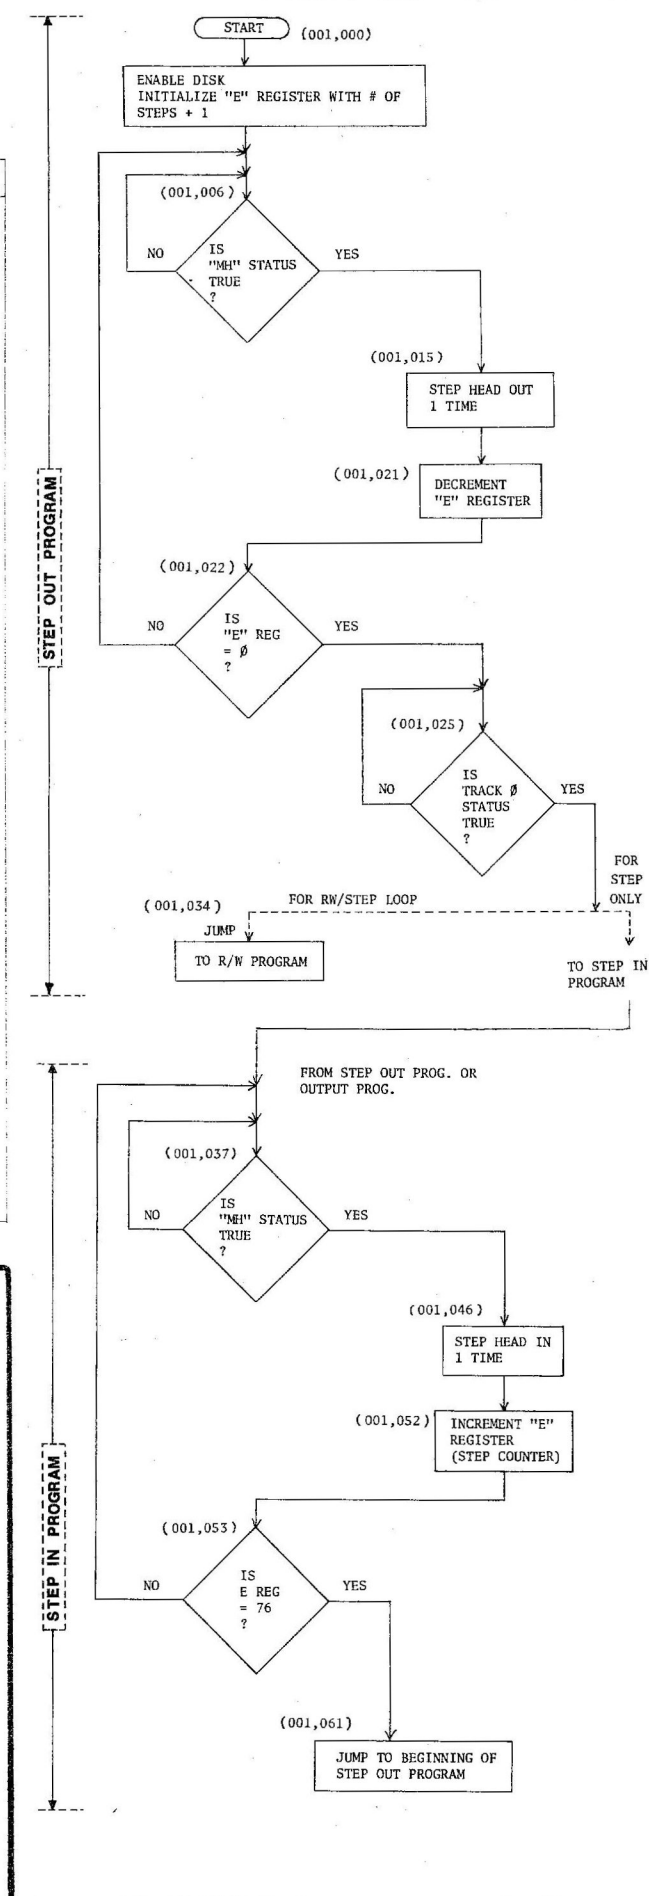 START
(001,000)
ENABLE DISK
INITIALIZE "E" REGISTER WITH # OF
STEPS + 1
(001,006)
NO
IS
"MH" STATUS
TRUE
?
YES
(001,015)
STEP HEAD OUT
1 TIME
(001,021)
DECREMENT
"E" REGISTER
(001,022)
NO
IS
"E" REG
= Ø
?
YES
STEP OUT PROGRAM
(001,025)
NO
IS
TRACK Ø
STATUS
TRUE
?
YES
FOR
STEP
ONLY
(001,034)
FOR RW/STEP LOOP
JUMP
TO R/W PROGRAM
TO STEP IN
PROGRAM
FROM STEP OUT PROG. OR
OUTPUT PROG.
(001,037)
NO
IS
"MH" STATUS
TRUE
?
YES
(001,046)
STEP HEAD IN
1 TIME
(001,052)
INCREMENT "E"
REGISTER
(STEP COUNTER)
STEP IN PROGRAM
(001,053)
NO
IS
E REG
= 76
?
YES
(001,061)
JUMP TO BEGINNING OF
STEP OUT PROGRAM